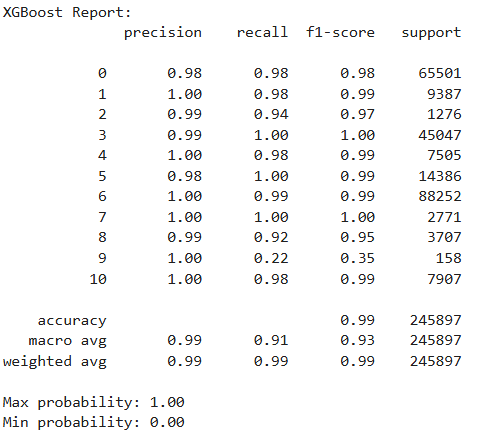 XGBoost Report:
precision recall f1-score support
0 0.98 0.98 0.98 65501
1 1.00 0.98 0.99 9387
2 0.99 0.94 0.97 1276
3 0.99 1.00 1.00 45047
4 1.00 0.98 0.99 7505
5 0.98 1.00 0.99 14386
6 1.00 0.99 0.99 88252
7 1.00 1.00 1.00 2771
8 0.99 0.92 0.95 3707
9 1.00 0.22 0.35 158
10 1.00 0.98 0.99 7907
accuracy 0.99 245897
macro avg 0.99 0.91 0.93 245897
weighted avg 0.99 0.99 0.99 245897
Max probability: 1.00
Min probability: 0.00